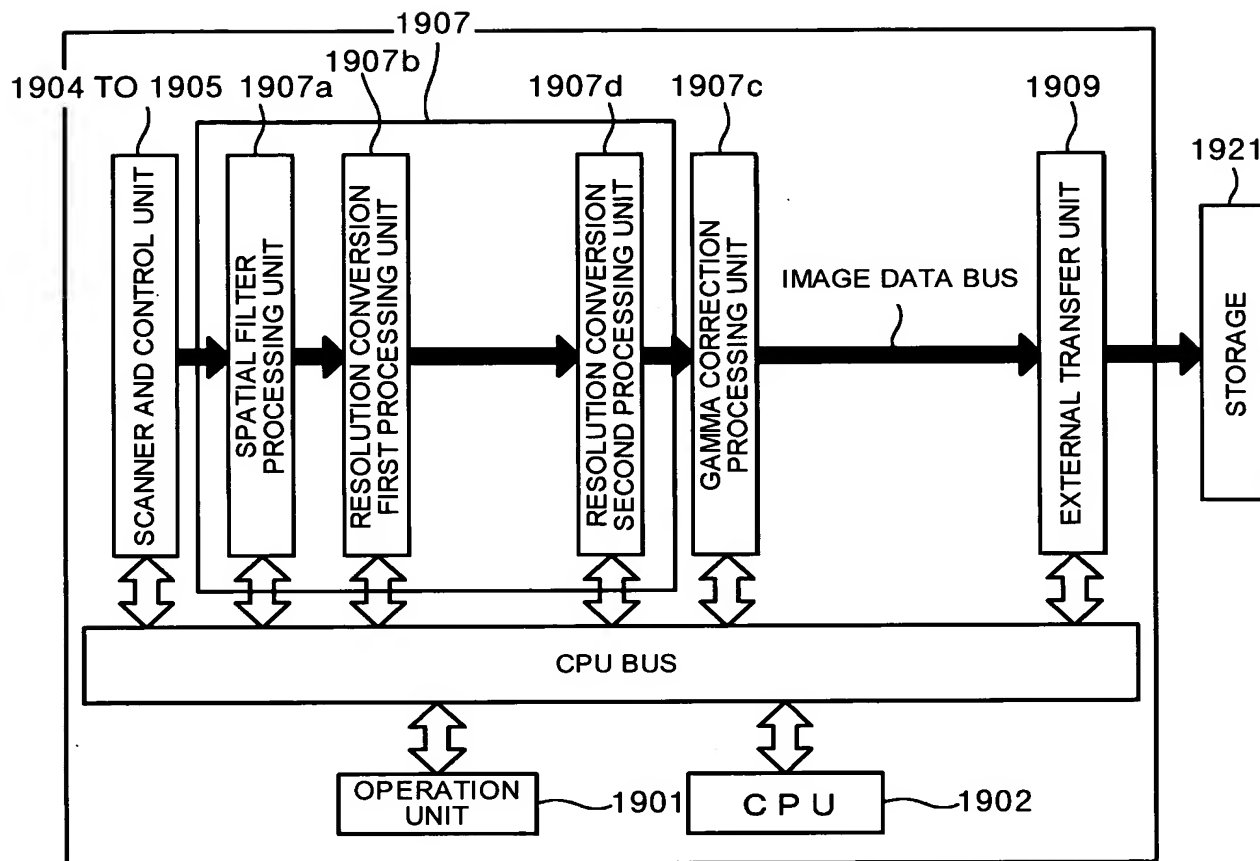 1907
1907b
1904 TO 1905
1907a
1907d
1907c
1909
1921
SCANNER AND CONTROL UNIT
SPATIAL FILTER
PROCESSING UNIT
RESOLUTION CONVERSION
FIRST PROCESSING UNIT
RESOLUTION CONVERSION
SECOND PROCESSING UNIT
GAMMA CORRECTION
PROCESSING UNIT
IMAGE DATA BUS
EXTERNAL TRANSFER UNIT
STORAGE
CPU BUS
OPERATION
UNIT
1901
CPU
1902